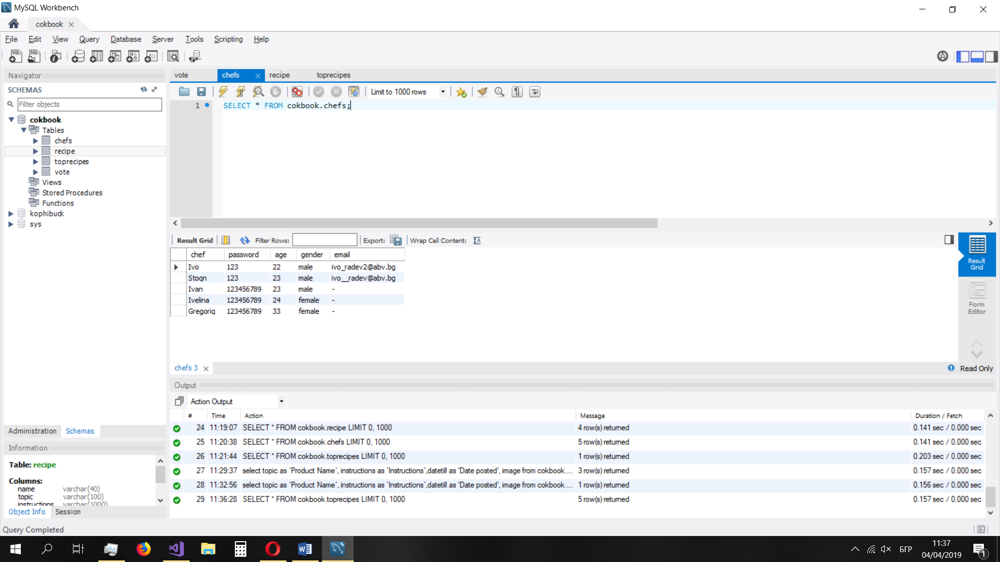 MySQL Workbench
cokbook
File Edit View Query Database Server Tools Scripting Help
Navigator
SCHEMAS
Filter objects
cokbook
Tables
chefs
recipe
toprecipes
vote
Views
Stored Procedures
Functions
kophibuck
sys
Administration Schemas
Information
Table: recipe
Columns:
name varchar(40)
topic varchar(100)
instructions varchar(1000)
Object Info Session
vote chefs recipe toprecipes
Limit to 1000 rows
1 SELECT * FROM cokbook.chefs;
Result Grid Filter Rows: Export: Wrap Cell Content:
chef password age gender email
Ivo 123 22 male ivo_radev2@abv.bg
Stoqn 123 23 male ivo__radev@abv.bg
Ivan 123456789 23 male -
Ivelina 123456789 24 female -
Gregoriq 123456789 33 female -
Result
Grid
Form
Editor
chefs 3
Read Only
Output
Action Output
# Time Action Message Duration / Fetch
24 11:19:07 SELECT * FROM cokbook.recipe LIMIT 0, 1000 4 row(s) returned 0.141 sec / 0.000 sec
25 11:20:38 SELECT * FROM cokbook.chefs LIMIT 0, 1000 5 row(s) returned 0.141 sec / 0.000 sec
26 11:21:44 SELECT * FROM cokbook.toprecipes LIMIT 0, 1000 1 row(s) returned 0.203 sec / 0.000 sec
27 11:29:37 select topic as `Product Name`, instructions as `Instructions`,datetill as 'Date posted', image from cokbook.... 3 row(s) returned 0.157 sec / 0.000 sec
28 11:32:56 select topic as `Product Name`, instructions as `Instructions`,datetill as 'Date posted', image from cokbook.... 1 row(s) returned 0.156 sec / 0.000 sec
29 11:36:28 SELECT * FROM cokbook.toprecipes LIMIT 0, 1000 5 row(s) returned 0.157 sec / 0.000 sec
Query Completed
БГР
11:37
04/04/2019
1